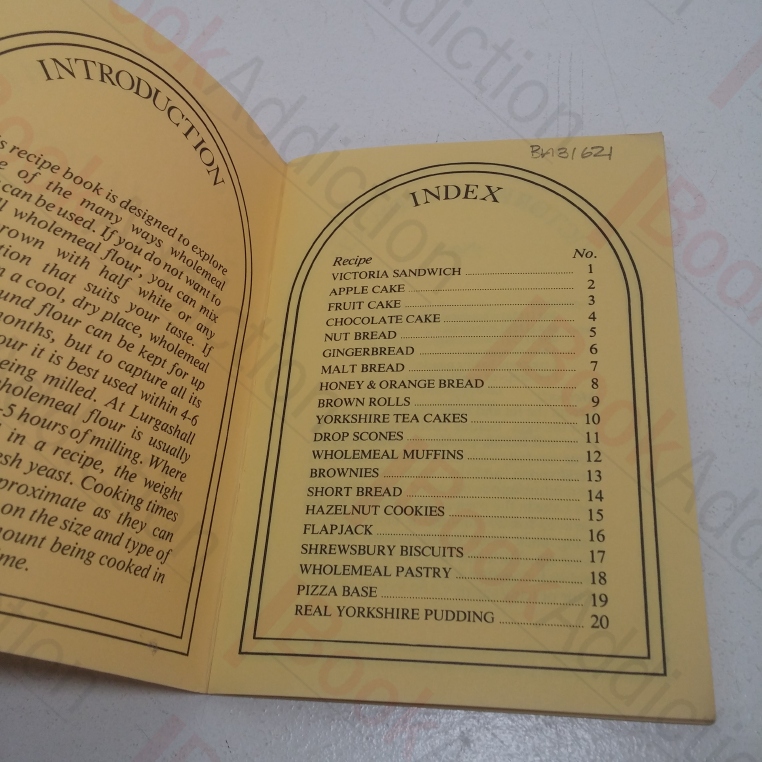 INTRODUCTION
s recipe book is designed to explore
e of the many ways wholemeal
can be used. If you do not want to
ll wholemeal flour, you can mix
rown with half white or any
tion that suits your taste. If
n a cool, dry place, wholemeal
und flour can be kept for up
months, but to capture all its
our it is best used within 4-6
eing milled. At Lurgashall
holemeal flour is usually
-5 hours of milling. Where
d in a recipe, the weight
esh yeast. Cooking times
proximate as they can
on the size and type of
mount being cooked in
me.
BA31621
INDEX
Recipe No.
VICTORIA SANDWICH 1
APPLE CAKE 2
FRUIT CAKE 3
CHOCOLATE CAKE 4
NUT BREAD 5
GINGERBREAD 6
MALT BREAD 7
HONEY & ORANGE BREAD 8
BROWN ROLLS 9
YORKSHIRE TEA CAKES 10
DROP SCONES 11
WHOLEMEAL MUFFINS 12
BROWNIES 13
SHORT BREAD 14
HAZELNUT COOKIES 15
FLAPJACK 16
SHREWSBURY BISCUITS 17
WHOLEMEAL PASTRY 18
PIZZA BASE 19
REAL YORKSHIRE PUDDING 20
BookAddiction